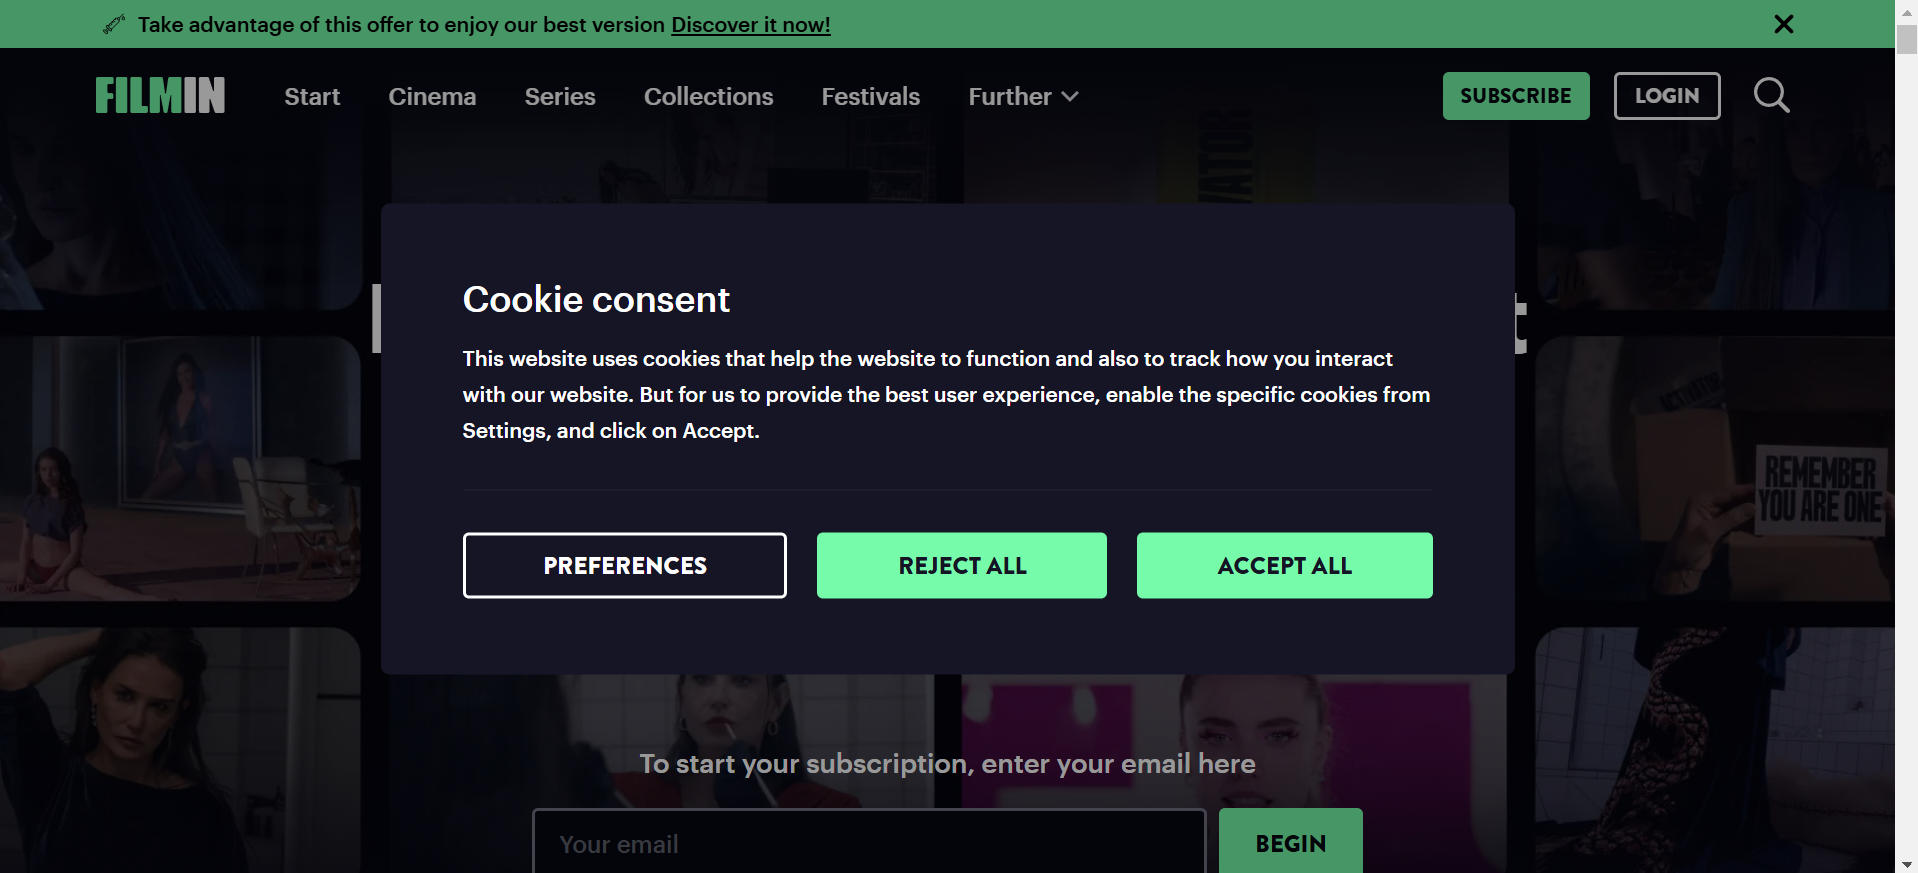 Take advantage of this offer to enjoy our best version Discover it now!
FILMIN
Start
Cinema
Series
Collections
Festivals
Further
SUBSCRIBE
LOGIN
Cookie consent
This website uses cookies that help the website to function and also to track how you interact
with our website. But for us to provide the best user experience, enable the specific cookies from
Settings, and click on Accept.
REMEMBER
YOU ARE ONE
PREFERENCES
REJECT ALL
ACCEPT ALL
To start your subscription, enter your email here
Your email
BEGIN